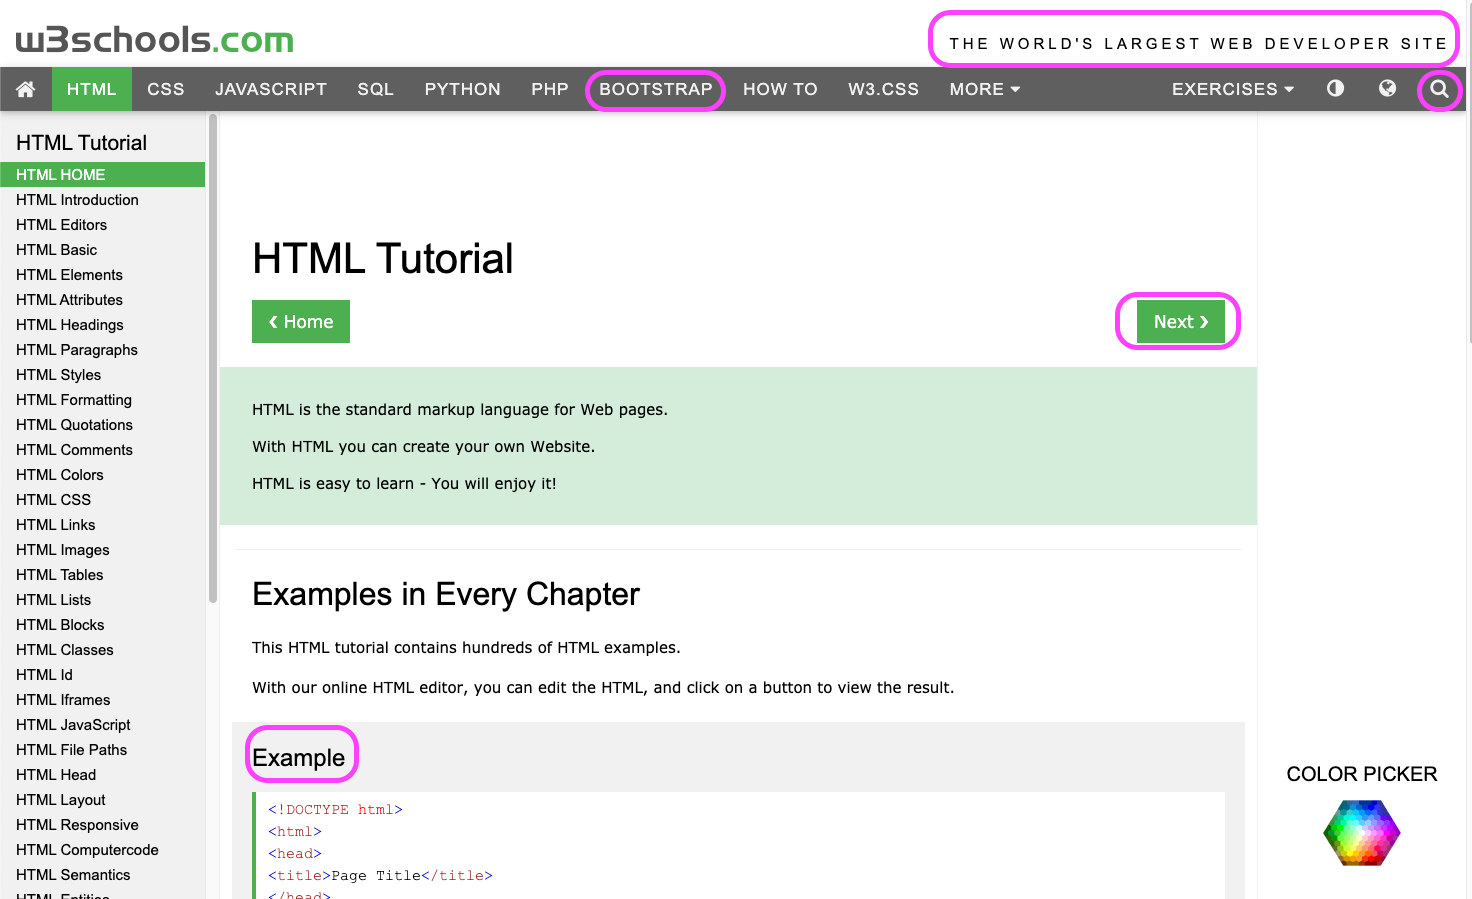 w3schools.com
THE WORLD'S LARGEST WEB DEVELOPER SITE
HTML CSS JAVASCRIPT SQL PYTHON PHP BOOTSTRAP HOW TO W3.CSS MORE EXERCISES
HTML Tutorial
HTML HOME
HTML Introduction
HTML Editors
HTML Basic
HTML Elements
HTML Attributes
HTML Headings
HTML Paragraphs
HTML Styles
HTML Formatting
HTML Quotations
HTML Comments
HTML Colors
HTML CSS
HTML Links
HTML Images
HTML Tables
HTML Lists
HTML Blocks
HTML Classes
HTML Id
HTML Iframes
HTML JavaScript
HTML File Paths
HTML Head
HTML Layout
HTML Responsive
HTML Computercode
HTML Semantics
HTML Entities
HTML Tutorial
❮ Home
Next ❯
HTML is the standard markup language for Web pages.
With HTML you can create your own Website.
HTML is easy to learn - You will enjoy it!
Examples in Every Chapter
This HTML tutorial contains hundreds of HTML examples.
With our online HTML editor, you can edit the HTML, and click on a button to view the result.
Example
<!DOCTYPE html>
<html>
<head>
<title>Page Title</title>
</head>
COLOR PICKER